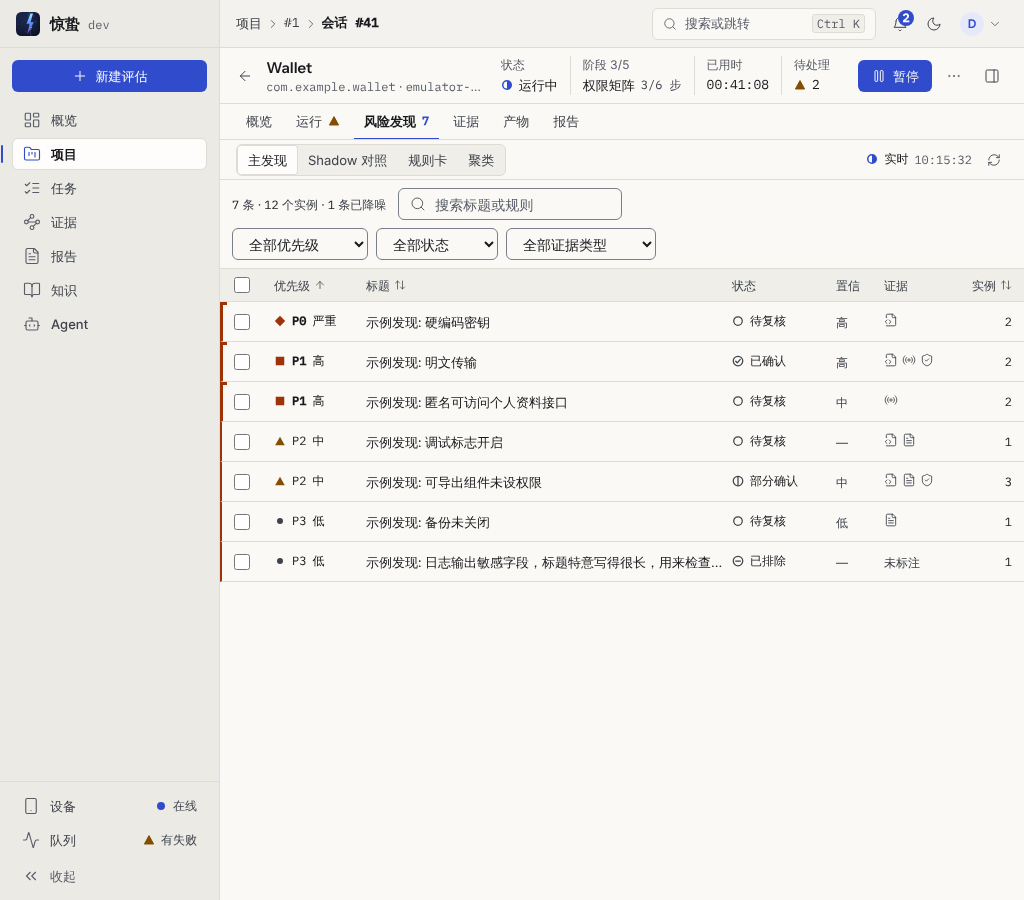 惊蛰 dev
项目 #1 会话 #41
搜索或跳转 Ctrl K
2
D
新建评估
概览
项目
任务
证据
报告
知识
Agent
设备 在线
队列 有失败
收起
Wallet
com.example.wallet · emulator-…
状态
运行中
阶段 3/5
权限矩阵 3/6 步
已用时
00:41:08
待处理
2
暂停
概览 运行 风险发现 7 证据 产物 报告
主发现 Shadow 对照 规则卡 聚类
实时 10:15:32
7 条 · 12 个实例 · 1 条已降噪
搜索标题或规则
全部优先级 全部状态 全部证据类型
优先级 标题 状态 置信 证据 实例
P0 严重 示例发现: 硬编码密钥 待复核 高 2
P1 高 示例发现: 明文传输 已确认 高 2
P1 高 示例发现: 匿名可访问个人资料接口 待复核 中 2
P2 中 示例发现: 调试标志开启 待复核 — 1
P2 中 示例发现: 可导出组件未设权限 部分确认 中 3
P3 低 示例发现: 备份未关闭 待复核 低 1
P3 低 示例发现: 日志输出敏感字段，标题特意写得很长，用来检查… 已排除 — 未标注 1